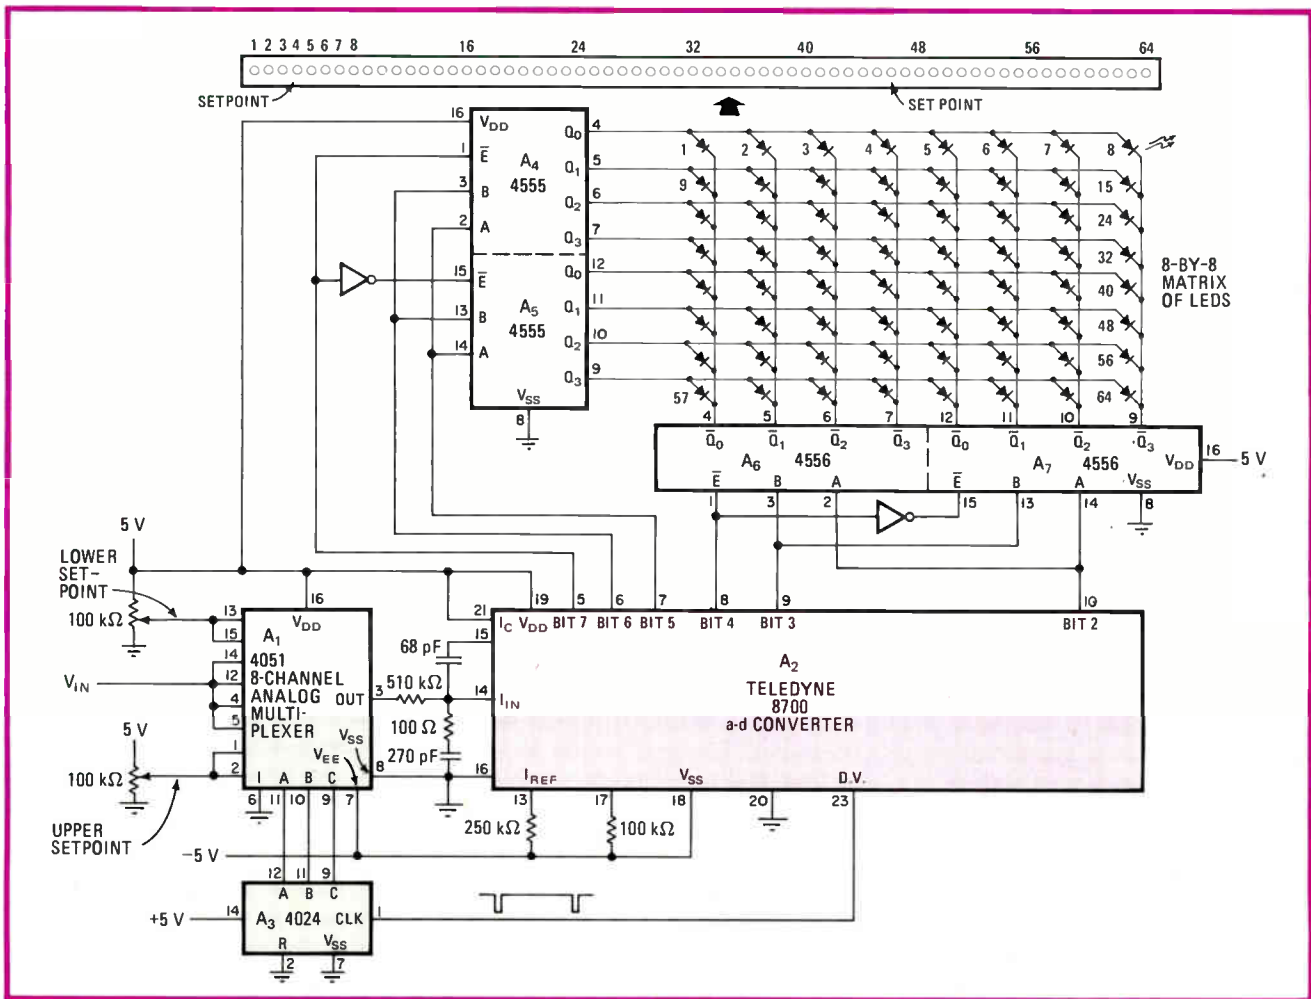 1 2 3 4 5 6 7 8 16 24 32 40 48 56 64
SETPOINT
SET POINT
16 VDD Q0 4
1 E̅ A4 Q1 5
4555
3 B Q2 6
2 A Q3 7
15 E̅ Q0 12
13 B A5 Q1 11
4555
14 A Q2 10
VSS Q3 9
8
1 2 3 4 5 6 7 8
9 15
24
32
40
48
56
57 64
8-BY-8
MATRIX
OF LEDS
4 5 6 7 12 11 10 9
Q̅0 Q̅1 Q̅2 Q̅3 Q̅0 Q̅1 Q̅2 Q̅3
A6 4556 A7 4556 VDD 16 5 V
E̅ B A E̅ B A VSS
1 3 2 15 13 14 8
5 V
LOWER
SET-
POINT
100 kΩ
VIN
100 kΩ
UPPER
SETPOINT
16
13 VDD
15 A1
14 4051
12 8-CHANNEL
4 ANALOG OUT 3
5 MULTI-
PLEXER VSS
1 VEE 8
2
I A B C
6 11 10 9 7
68 pF
510 kΩ
100 Ω
270 pF
21 19 5 6 7 8 9 10
IC VDD BIT 7 BIT 6 BIT 5 BIT 4 BIT 3 BIT 2
15
14 IIN
16
A2
TELEDYNE
8700
a-d CONVERTER
IREF VSS D.V.
13 17 18 20 23
250 kΩ 100 kΩ
−5 V
12 11 9
A B C
+5 V 14 A3 4024 CLK 1
R VSS
2 7